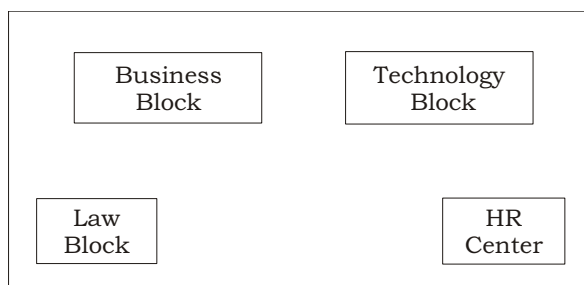 Business
Block
Technology
Block
Law
Block
HR
Center